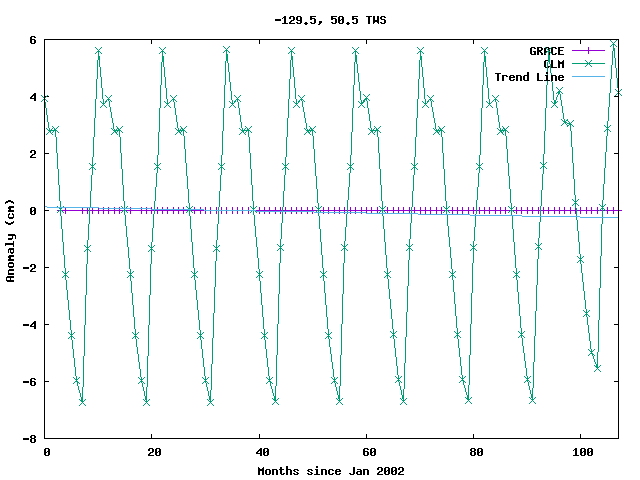 -129.5, 50.5 TWS
GRACE
CLM
Trend Line
6
4
2
0
-2
-4
-6
-8
Anomaly (cm)
0 20 40 60 80 100
Months since Jan 2002